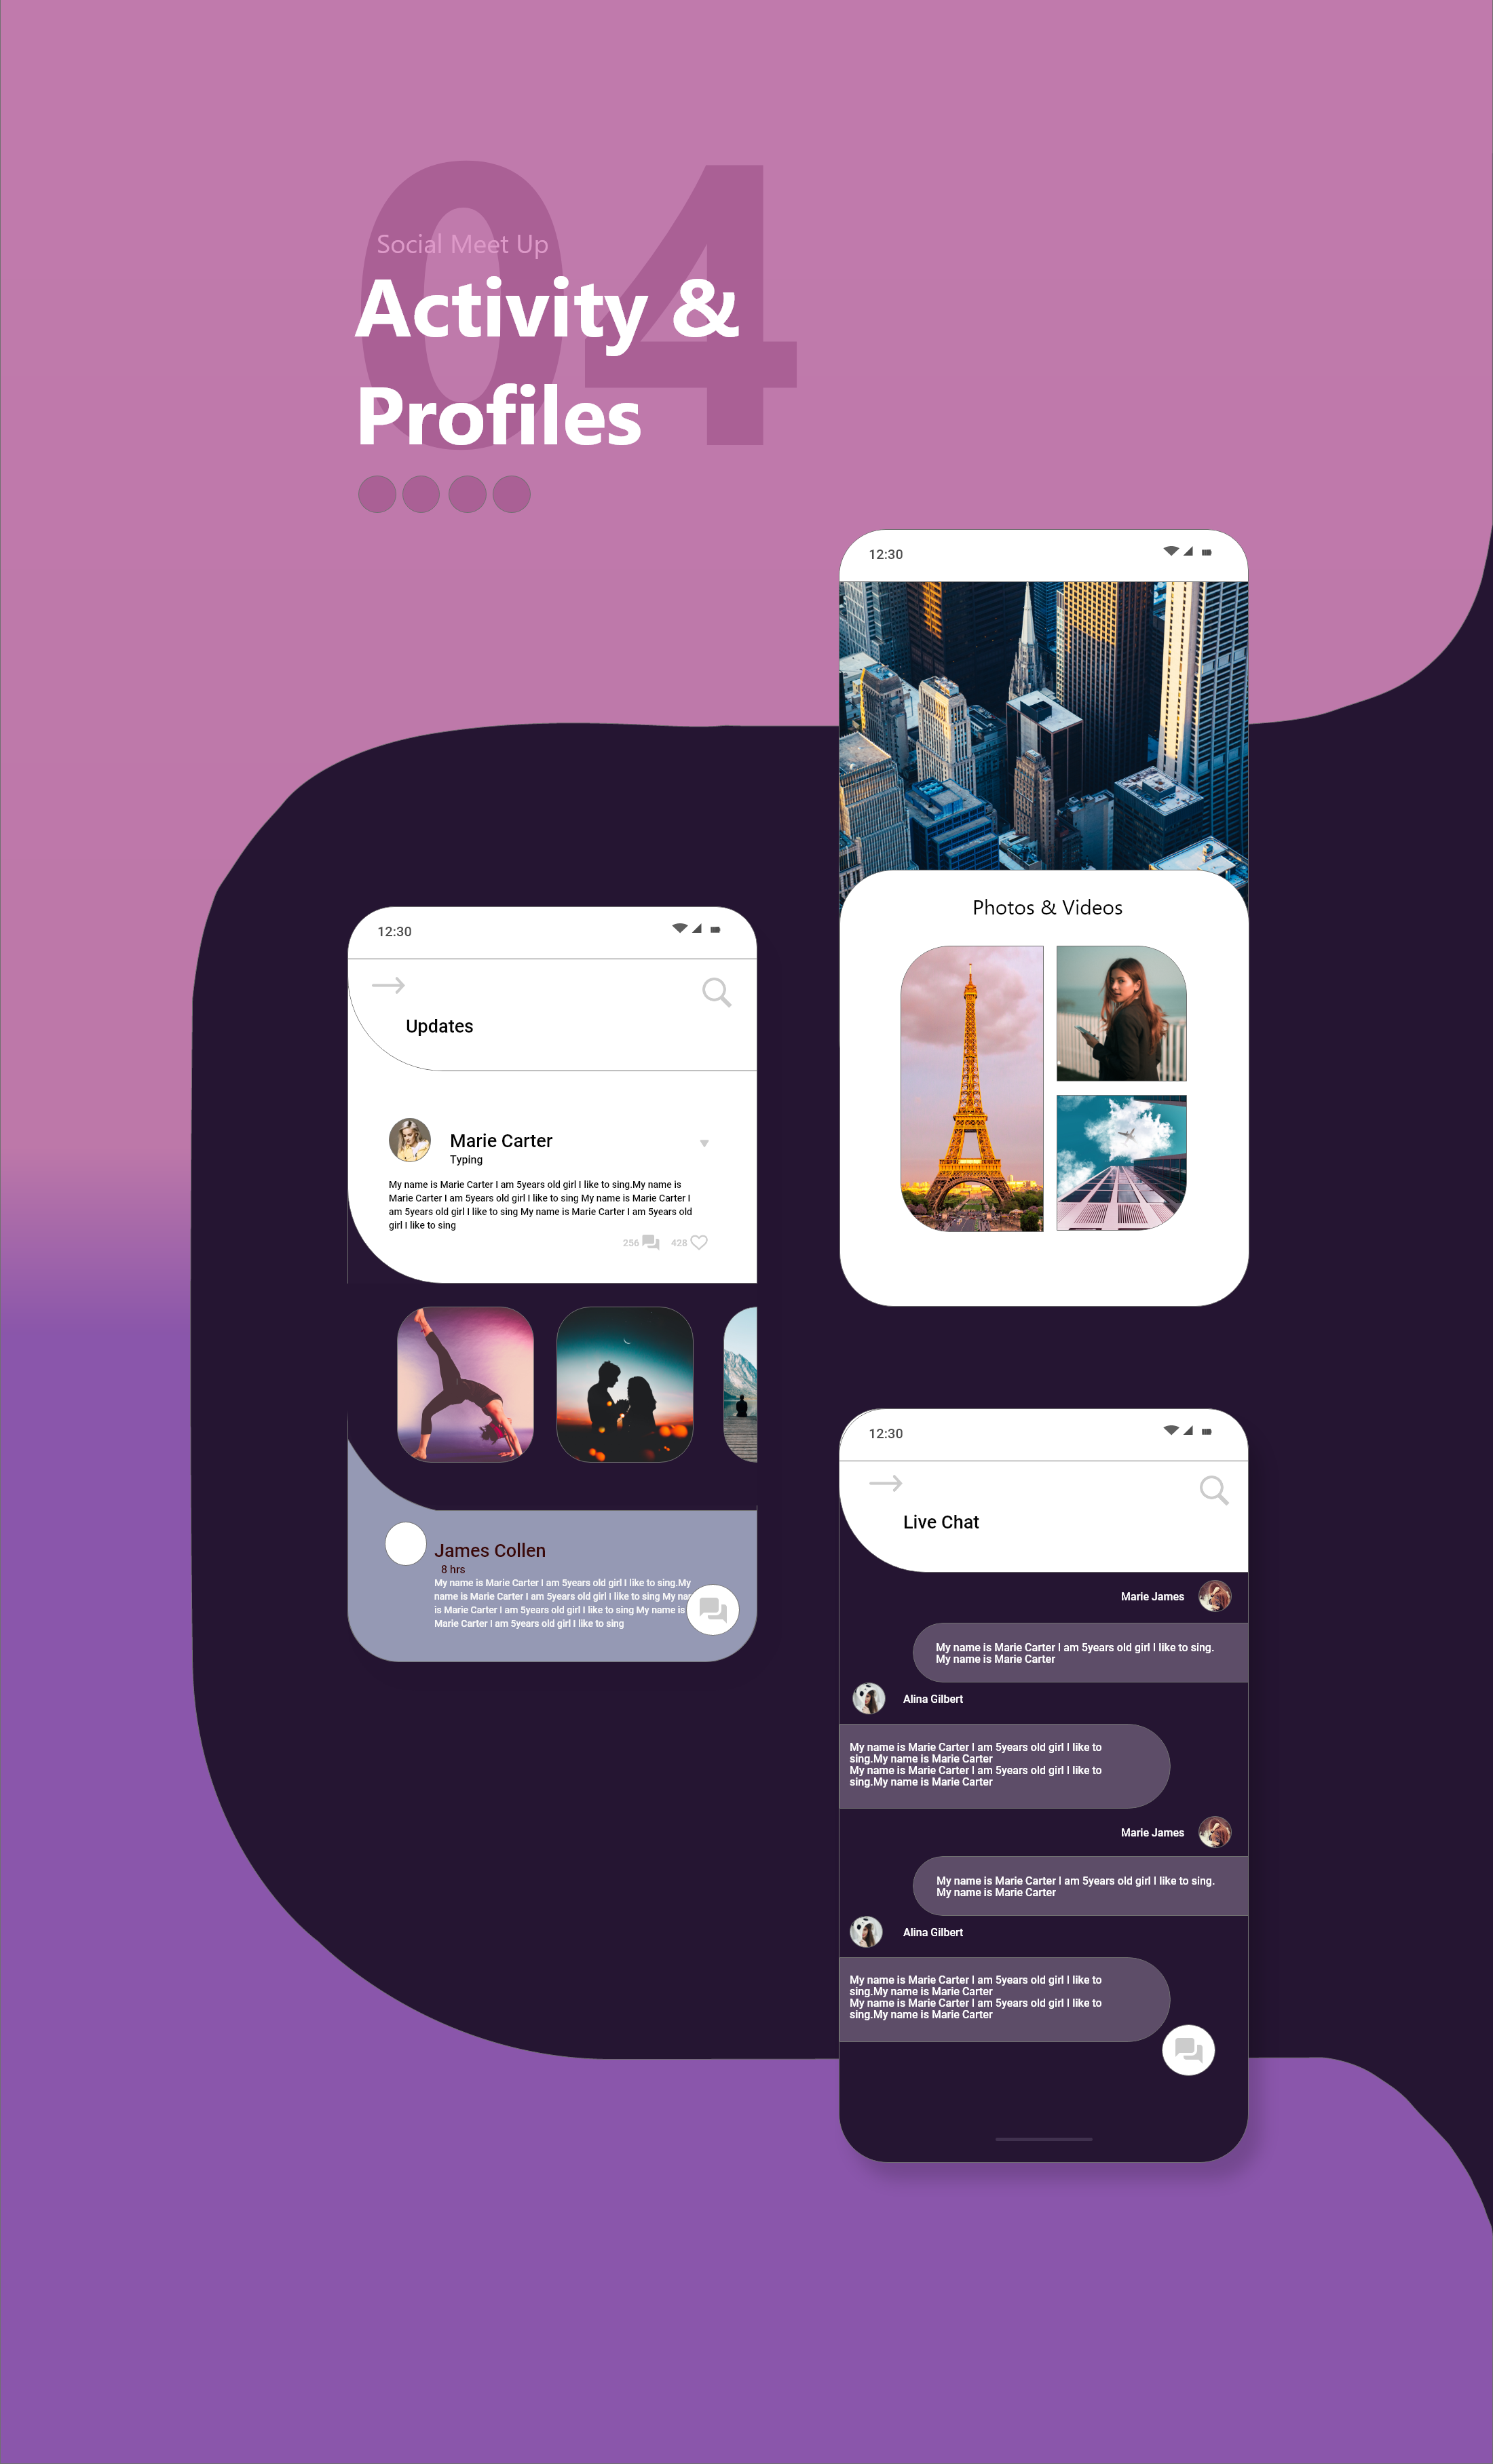 04
Social Meet Up
Activity &
Profiles
12:30
Photos & Videos
12:30
Updates
Marie Carter
Typing
My name is Marie Carter I am 5years old girl I like to sing.My name is
Marie Carter I am 5years old girl I like to sing My name is Marie Carter I
am 5years old girl I like to sing My name is Marie Carter I am 5years old
girl I like to sing
256 428
James Collen
8 hrs
My name is Marie Carter I am 5years old girl I like to sing.My
name is Marie Carter I am 5years old girl I like to sing My
is Marie Carter I am 5years old girl I like to sing My name is
Marie Carter I am 5years old girl I like to sing
12:30
Live Chat
Marie James
My name is Marie Carter I am 5years old girl I like to sing.
My name is Marie Carter
Alina Gilbert
My name is Marie Carter I am 5years old girl I like to
sing.My name is Marie Carter
My name is Marie Carter I am 5years old girl I like to
sing.My name is Marie Carter
Marie James
My name is Marie Carter I am 5years old girl I like to sing.
My name is Marie Carter
Alina Gilbert
My name is Marie Carter I am 5years old girl I like to
sing.My name is Marie Carter
My name is Marie Carter I am 5years old girl I like to
sing.My name is Marie Carter